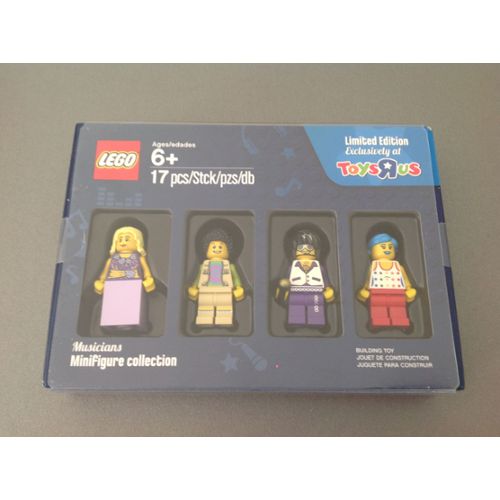 LEGO
Ages/edades
6+
17 pcs/Stck/pzs/db
Limited Edition
Exclusively at
TOYSRUS
Musicians
Minifigure collection
BUILDING TOY
JOUET DE CONSTRUCTION
JUGUETE PARA CONSTRUIR